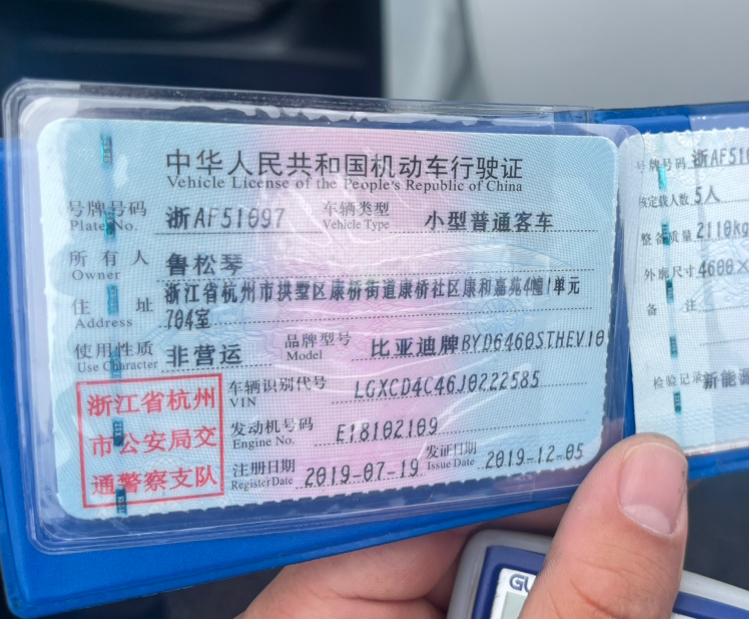 中华人民共和国机动车行驶证
Vehicle License of the People's Republic of China
号牌号码 浙AF51097 车辆类型 小型普通客车
Plate No. Vehicle Type
所有人 鲁松琴
Owner
住址 浙江省杭州市拱墅区康桥街道康桥社区康和嘉苑4幢1单元
Address 704室
使用性质 非营运 品牌型号 比亚迪牌BYD6460STHEV10
Use Character Model
浙江省杭州
市公安局交
通警察支队
车辆识别代号 LGXCD4C46J0222585
VIN
发动机号码 E18102109
Engine No.
注册日期 2019-07-19 发证日期 2019-12-05
Register Date Issue Date
号牌号码 浙AF510
核定载人数 5人
整备质量 2110kg
外廓尺寸 4600×
备注
检验记录 新能源
GU